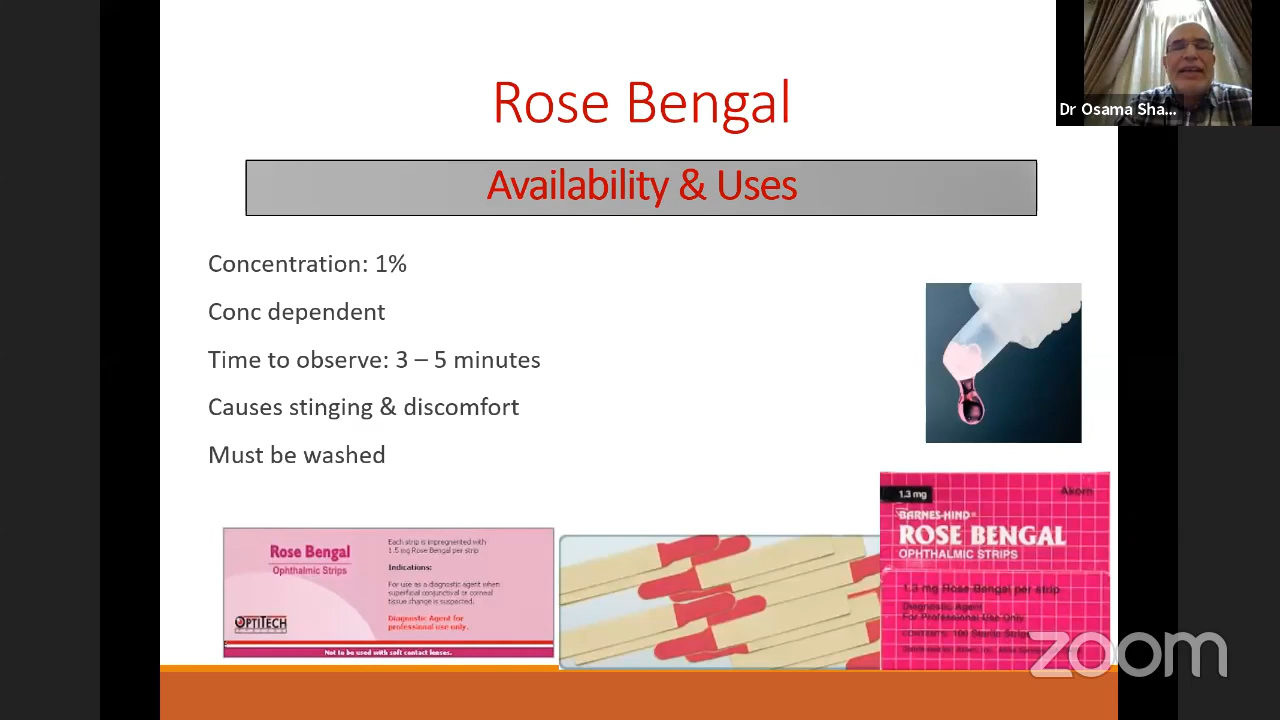 Rose Bengal
Dr Osama Sha...
Availability & Uses
Concentration: 1%
Conc dependent
Time to observe: 3 – 5 minutes
Causes stinging & discomfort
Must be washed
Rose Bengal
Ophthalmic Strips
OPTITECH
Each strip is impregnented with
1.5 mg Rose Bengal per strip
Indications:
For use as a diagnostic agent when
superficial conjunctival or corneal
tissue change is suspected.
Diagnostic Agent for
professional use only.
Not to be used with soft contact lenses.
1.3 mg
Akorn
BARNES-HIND®
ROSE BENGAL
OPHTHALMIC STRIPS
1.3 mg Rose Bengal per strip
Diagnostic Agent
For Professional Use Only
CONTENTS: 100 Sterile Strips
zoom